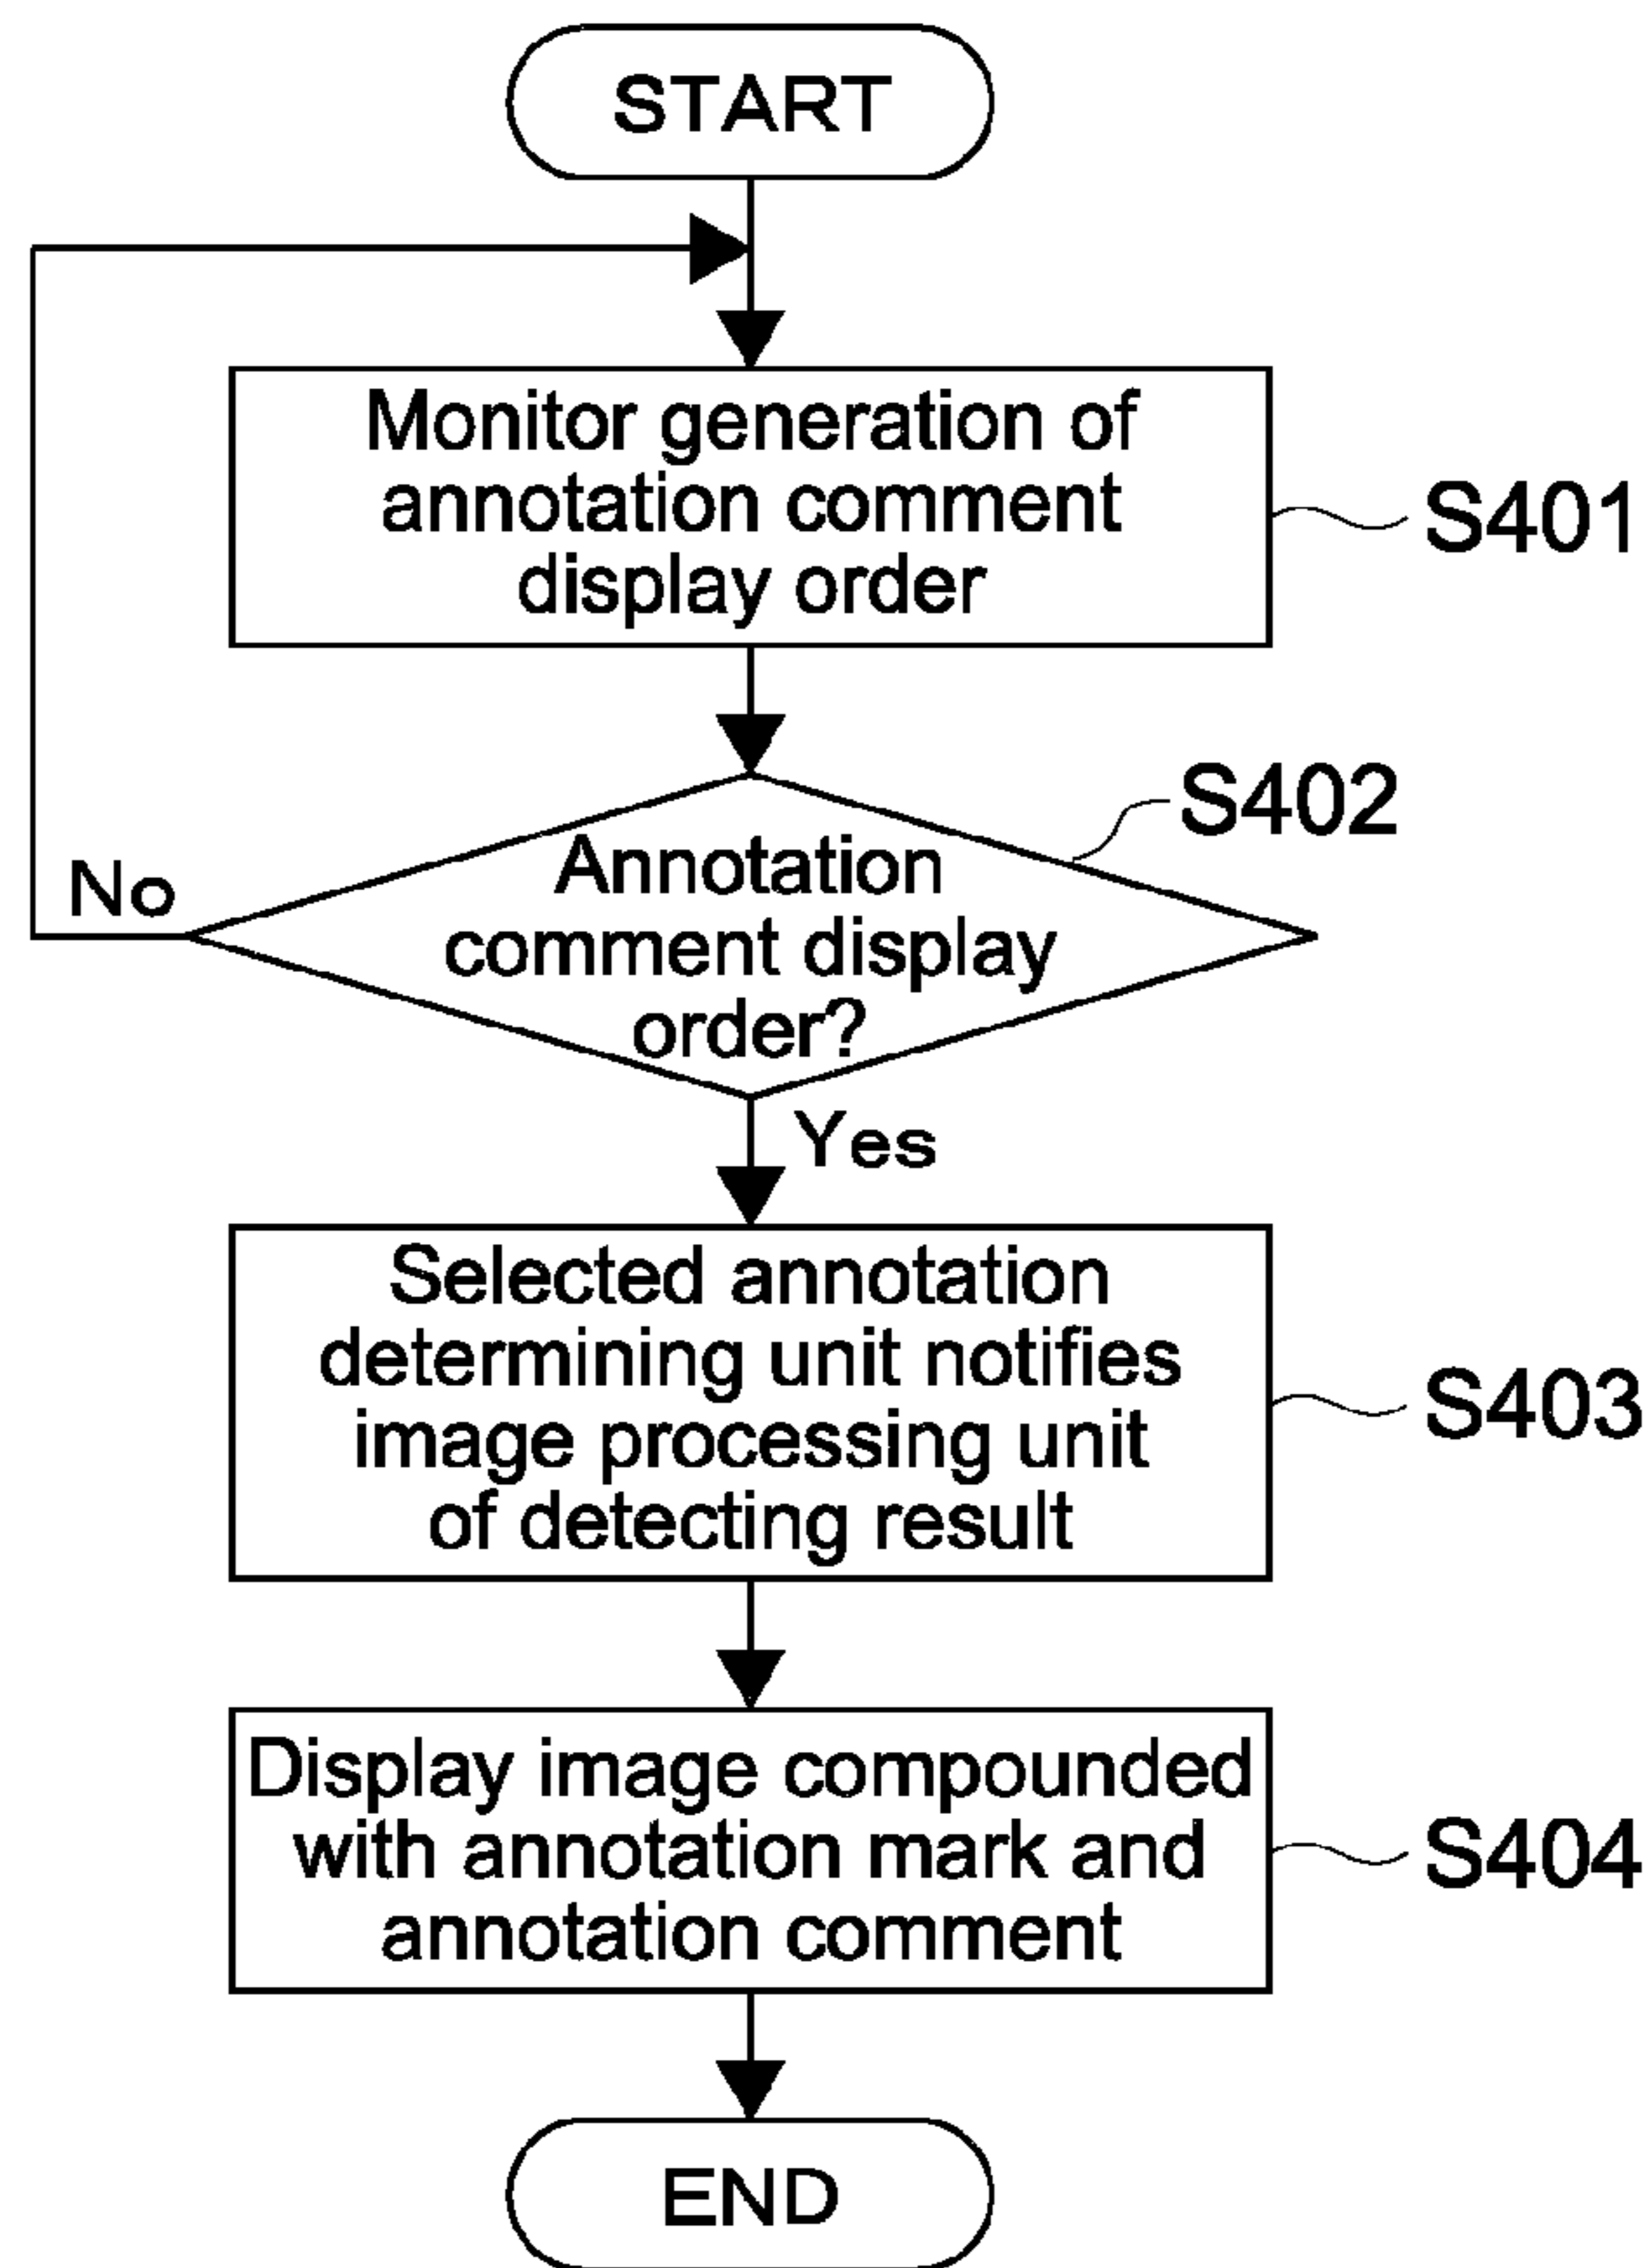 START
Monitor generation of
annotation comment
display order
S401
S402
Annotation
comment display
order?
No
Yes
Selected annotation
determining unit notifies
image processing unit
of detecting result
S403
Display image compounded
with annotation mark and
annotation comment
S404
END